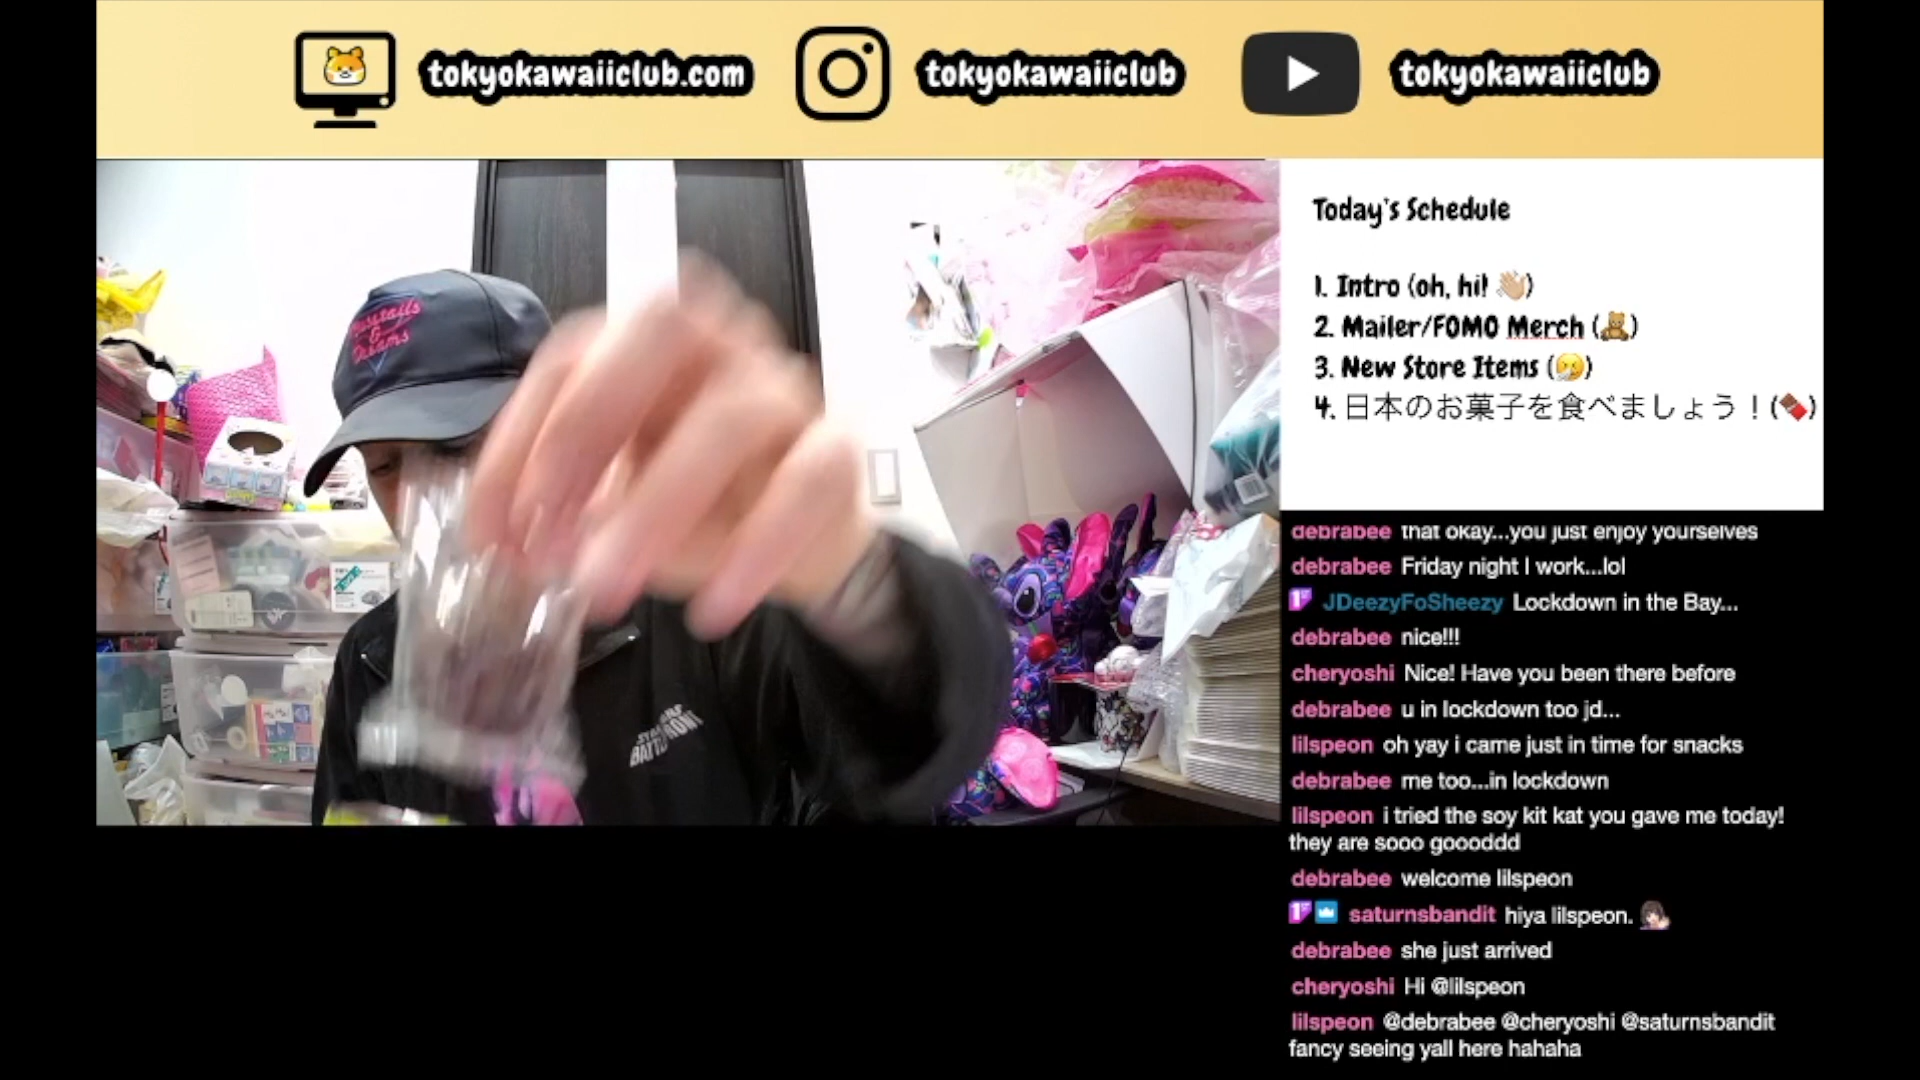 tokyokawaiiclub.com
tokyokawaiiclub
tokyokawaiiclub
Today's Schedule
1. Intro (oh, hi! 👋🏼)
2. Mailer/FOMO Merch (🧸)
3. New Store Items (🤧)
4. 日本のお菓子を食べましょう！(🍫)
& Dreams
STAR WARS
BATTLEFRONT
debrabee that okay...you just enjoy yourselves
debrabee Friday night I work...lol
JDeezyFoSheezy Lockdown in the Bay...
debrabee nice!!!
cheryoshi Nice! Have you been there before
debrabee u in lockdown too jd...
lilspeon oh yay i came just in time for snacks
debrabee me too...in lockdown
lilspeon i tried the soy kit kat you gave me today!
they are sooo goooddd
debrabee welcome lilspeon
saturnsbandit hiya lilspeon.
debrabee she just arrived
cheryoshi Hi @lilspeon
lilspeon @debrabee @cheryoshi @saturnsbandit
fancy seeing yall here hahaha